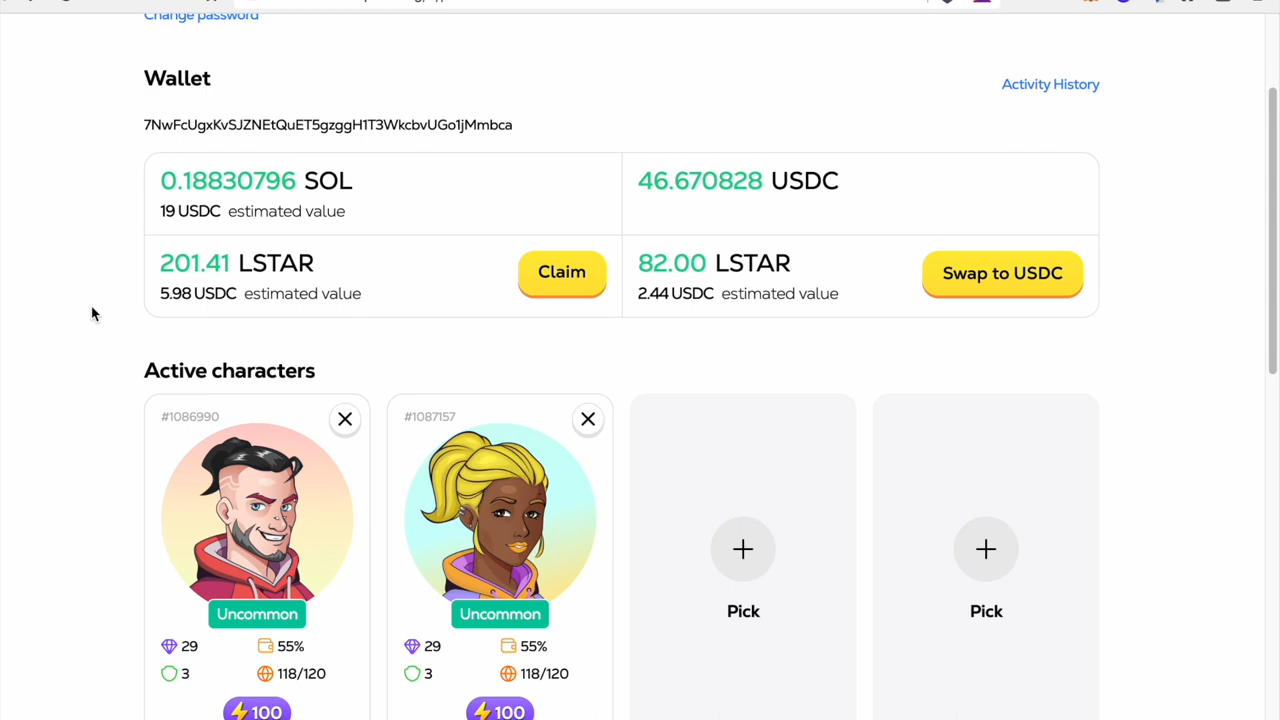 Change password
Wallet
Activity History
7NwFcUgxKvSJZNEtQuET5gzggH1T3WkcbvUGo1jMmbca
0.18830796 SOL
19 USDC estimated value
46.670828 USDC
201.41 LSTAR
5.98 USDC estimated value
Claim
82.00 LSTAR
2.44 USDC estimated value
Swap to USDC
Active characters
#1086990
Uncommon
29 55%
3 118/120
100
#1087157
Uncommon
29 55%
3 118/120
100
Pick
Pick